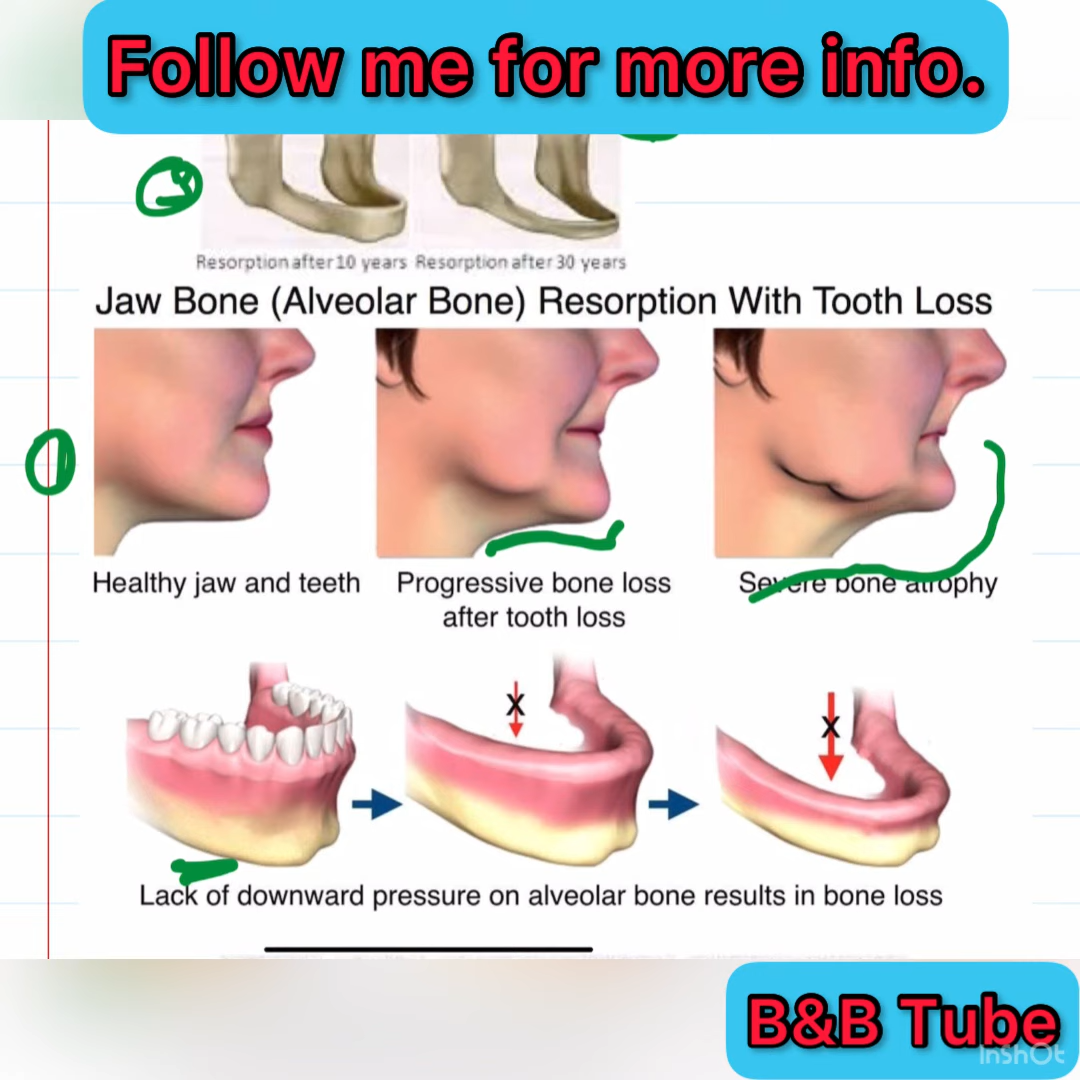 Follow me for more info.
Resorption after 10 years Resorption after 30 years
Jaw Bone (Alveolar Bone) Resorption With Tooth Loss
Healthy jaw and teeth
Progressive bone loss
after tooth loss
Severe bone atrophy
X
X
Lack of downward pressure on alveolar bone results in bone loss
B&B Tube
InShOt